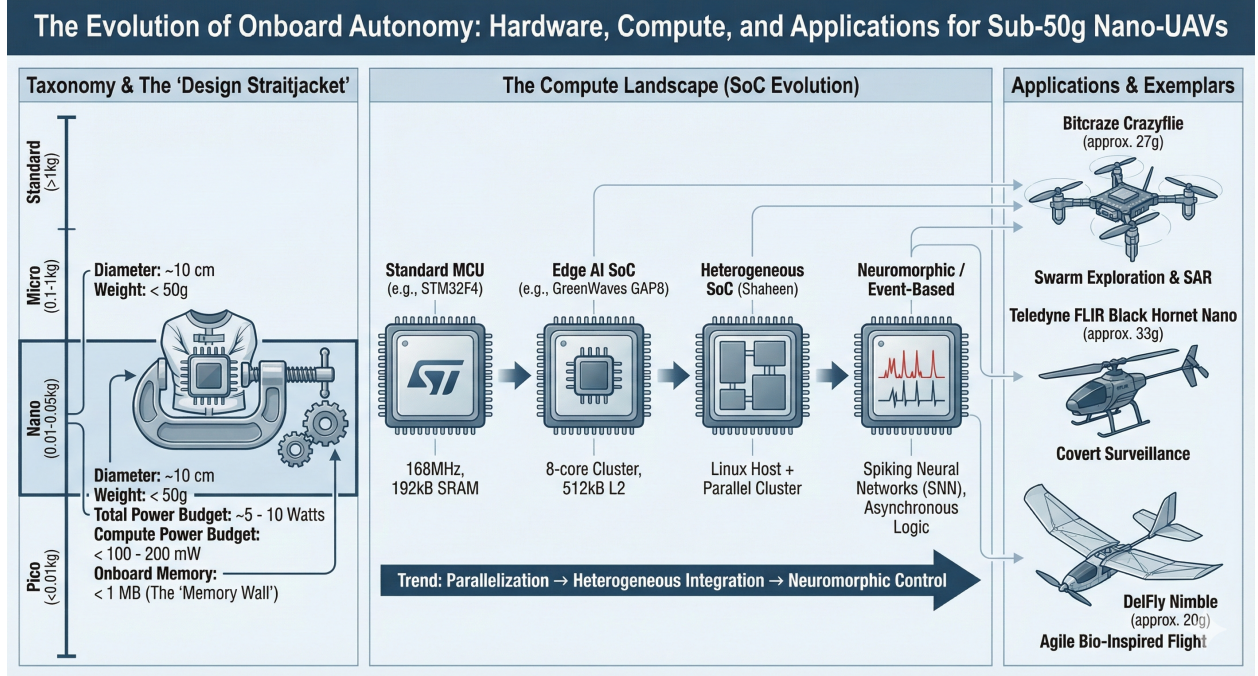 The Evolution of Onboard Autonomy: Hardware, Compute, and Applications for Sub-50g Nano-UAVs
Taxonomy & The ‘Design Straitjacket’
Standard
(>1kg)
Micro
(0.1-1kg)
Nano
(0.01-0.05kg)
Pico
(<0.01kg)
Diameter: ~10 cm
Weight: < 50g
Diameter: ~10 cm
Weight: < 50g
Total Power Budget: ~5 - 10 Watts
Compute Power Budget:
< 100 - 200 mW
Onboard Memory:
< 1 MB (The ‘Memory Wall’)
The Compute Landscape (SoC Evolution)
Standard MCU
(e.g., STM32F4)
ST
168MHz,
192kB SRAM
Edge AI SoC
(e.g., GreenWaves GAP8)
8-core Cluster,
512kB L2
Heterogeneous
SoC (Shaheen)
Linux Host +
Parallel Cluster
Neuromorphic /
Event-Based
Spiking Neural
Networks (SNN),
Asynchronous
Logic
Trend: Parallelization → Heterogeneous Integration → Neuromorphic Control
Applications & Exemplars
Bitcraze Crazyflie
(approx. 27g)
Swarm Exploration & SAR
Teledyne FLIR Black Hornet Nano
(approx. 33g)
Covert Surveillance
DelFly Nimble
(approx. 20g)
Agile Bio-Inspired Flight